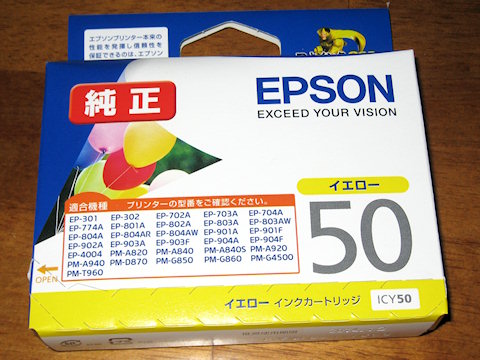 エプソンプリンター本来の
性能を発揮し信頼性を
保証できるのは、エプソン
純正
EPSON
EXCEED YOUR VISION
適合機種 プリンターの型番をご確認ください。
EP-301 EP-302 EP-702A EP-703A EP-704A
EP-774A EP-801A EP-802A EP-803A EP-803AW
EP-804A EP-804AR EP-804AW EP-901A EP-901F
EP-902A EP-903A EP-903F EP-904A EP-904F
EP-4004 PM-A820 PM-A840 PM-A840S PM-A920
PM-A940 PM-D870 PM-G850 PM-G860 PM-G4500
PM-T960
イエロー
50
OPEN
イエロー インクカートリッジ ICY50